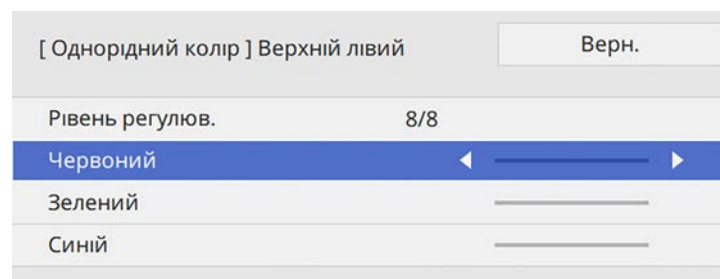 [ Однорідний колір ] Верхній лівий
Верн.
Рівень регулюв. 8/8
Червоний
Зелений
Синій